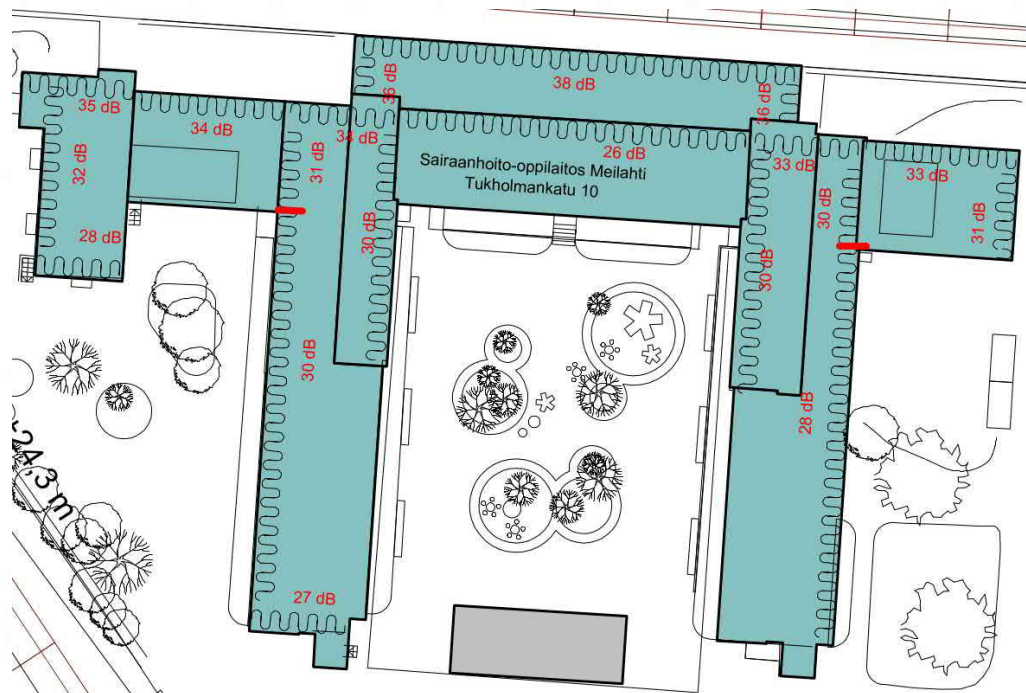 38 dB
36 dB
36 dB
35 dB
34 dB
34 dB
31 dB
32 dB
26 dB
Sairaanhoito-oppilaitos Meilahti
Tukholmankatu 10
33 dB
33 dB
30 dB
31 dB
30 dB
30 dB
28 dB
30 dB
28 dB
24,3 m
27 dB